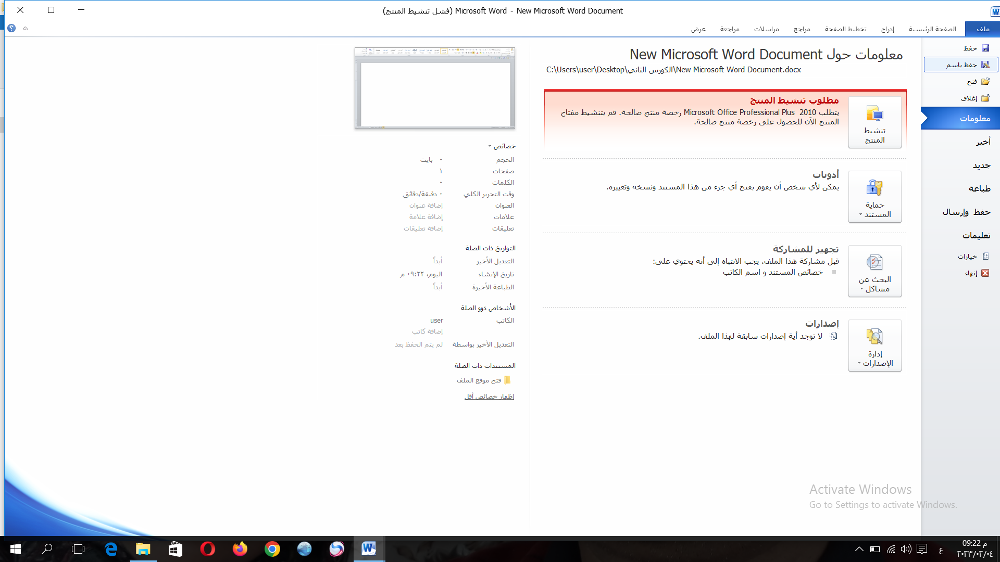 New Microsoft Word Document - Microsoft Word (فشل تنشيط المنتج)
ملف
الصفحة الرئيسية
إدراج
تخطيط الصفحة
مراجع
مراسلات
مراجعة
عرض
حفظ
حفظ باسم
فتح
إغلاق
معلومات
أخير
جديد
طباعة
حفظ وإرسال
تعليمات
خيارات
إنهاء
معلومات حول New Microsoft Word Document
C:\Users\user\Desktop\الكورس الثاني\New Microsoft Word Document.docx
تنشيط
المنتج
مطلوب تنشيط المنتج
يتطلب Microsoft Office Professional Plus 2010 رخصة منتج صالحة. قم بتنشيط مفتاح
المنتج الآن للحصول على رخصة منتج صالحة.
حماية
المستند
أذونات
يمكن لأي شخص أن يقوم بفتح أي جزء من هذا المستند ونسخه وتغييره.
البحث عن
مشاكل
تجهيز للمشاركة
قبل مشاركة هذا الملف، يجب الانتباه إلى أنه يحتوي على:
خصائص المستند و اسم الكاتب
إدارة
الإصدارات
إصدارات
لا توجد أية إصدارات سابقة لهذا الملف.
خصائص
الحجم ٠ بايت
صفحات ١
الكلمات ٠
وقت التحرير الكلي ٠ دقيقة/دقائق
العنوان إضافة عنوان
علامات إضافة علامة
تعليقات إضافة تعليقات
التواريخ ذات الصلة
التعديل الأخير أبداً
تاريخ الإنشاء اليوم، ٠٩:٢٢ م
الطباعة الأخيرة أبداً
الأشخاص ذوو الصلة
الكاتب user
إضافة كاتب
التعديل الأخير بواسطة لم يتم الحفظ بعد
المستندات ذات الصلة
فتح موقع الملف
إظهار خصائص أقل
Activate Windows
Go to Settings to activate Windows.
ع
09:22 م
٢٠٢٣/٠٢/٠٤